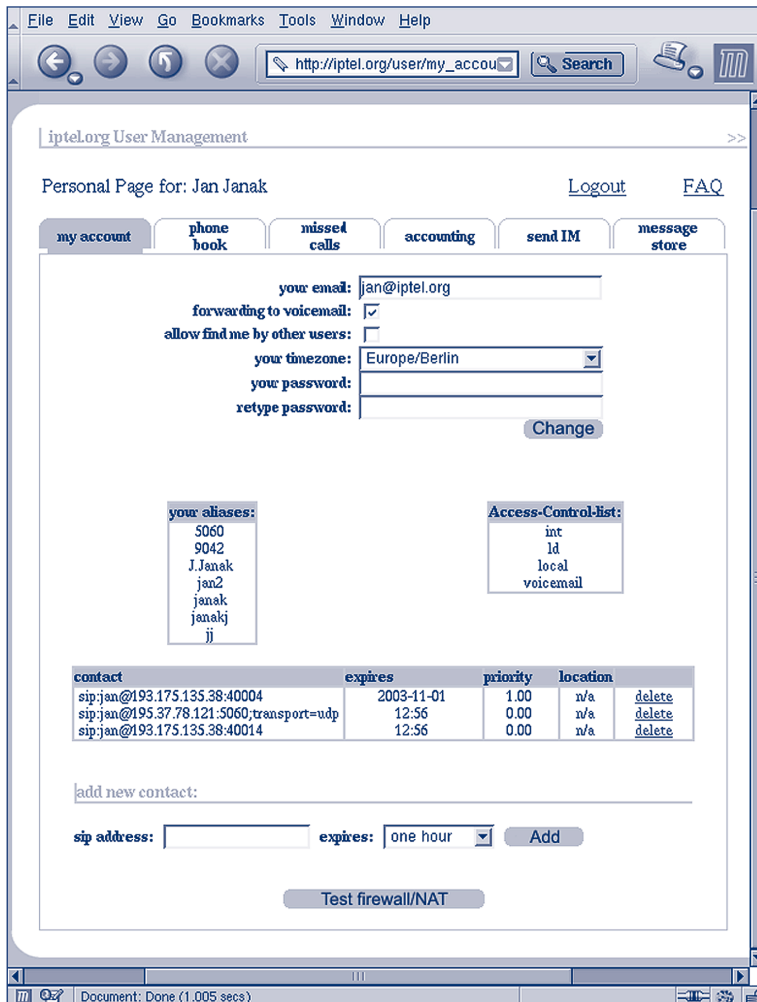 File Edit View Go Bookmarks Tools Window Help
http://iptel.org/user/my_accou Search
iptel.org User Management >>
Personal Page for: Jan Janak Logout FAQ
my account phone book missed calls accounting send IM message store
your email: jan@iptel.org
forwarding to voicemail:
allow find me by other users:
your timezone: Europe/Berlin
your password:
retype password:
Change
your aliases:
5060
9042
J.Janak
jan2
janak
janakj
jj
Access-Control-list:
int
ld
local
voicemail
contact expires priority location
sip:jan@193.175.135.38:40004 2003-11-01 1.00 n/a delete
sip:jan@195.37.78.121:5060;transport=udp 12:56 0.00 n/a delete
sip:jan@193.175.135.38:40014 12:56 0.00 n/a delete
add new contact:
sip address: expires: one hour Add
Test firewall/NAT
Document: Done (1.005 secs)